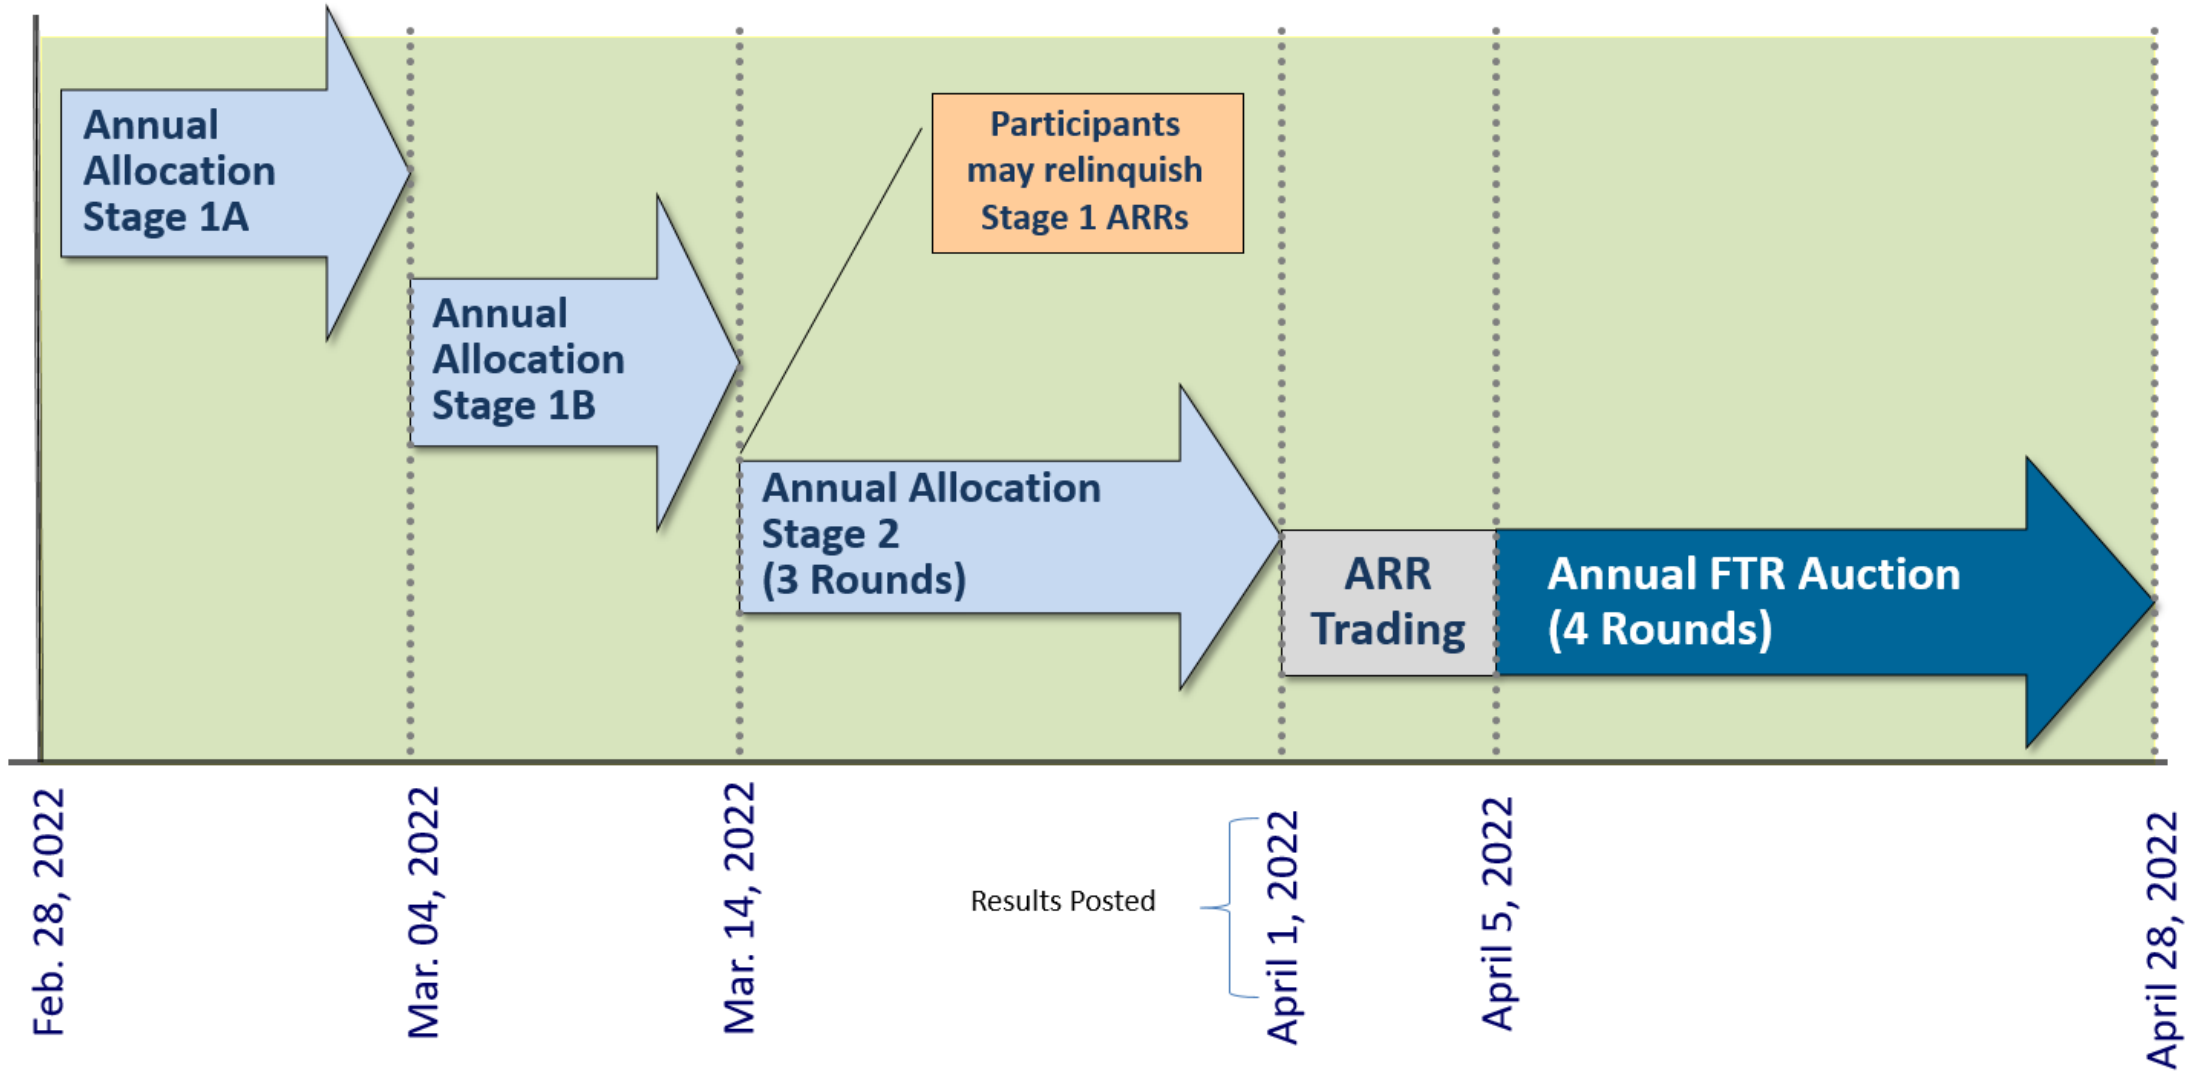 Annual
Allocation
Stage 1A
Participants
may relinquish
Stage 1 ARRs
Annual
Allocation
Stage 1B
Annual Allocation
Stage 2
(3 Rounds)
ARR
Trading
Annual FTR Auction
(4 Rounds)
Feb. 28, 2022
Mar. 04, 2022
Mar. 14, 2022
Results Posted
April 1, 2022
April 5, 2022
April 28, 2022